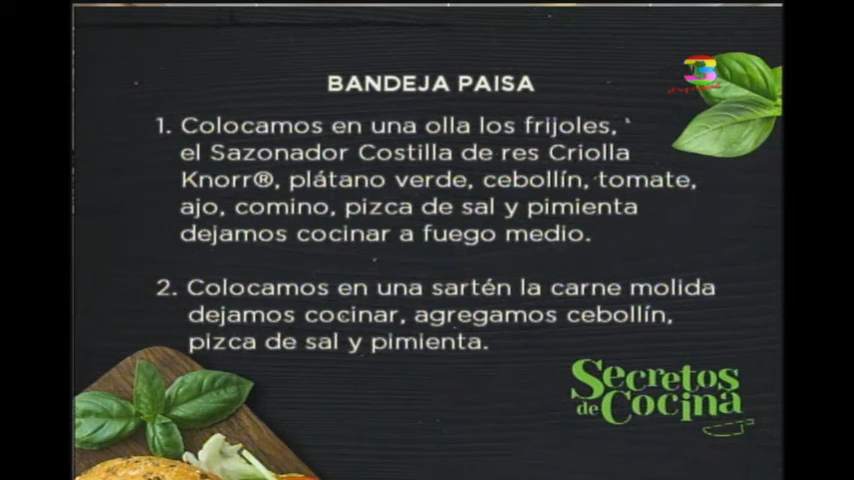 BANDEJA PAISA
1. Colocamos en una olla los frijoles,
el Sazonador Costilla de res Criolla
Knorr®, plátano verde, cebollín, tomate,
ajo, comino, pizca de sal y pimienta
dejamos cocinar a fuego medio.
2. Colocamos en una sartén la carne molida
dejamos cocinar, agregamos cebollín,
pizca de sal y pimienta.
Secretos
de Cocina